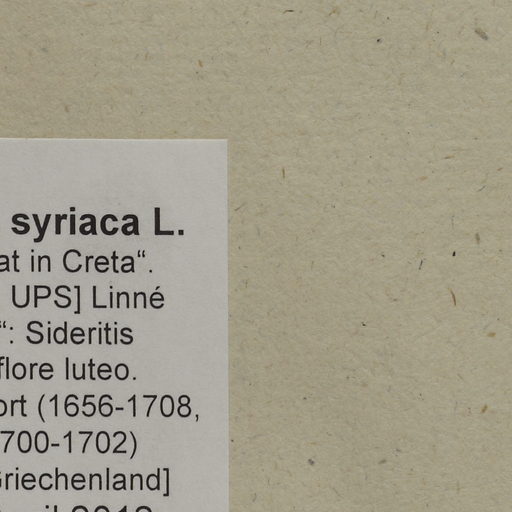 syriaca L.
at in Creta“.
UPS] Linné
“: Sideritis
flore luteo.
ort (1656-1708,
700-1702)
Griechenland]